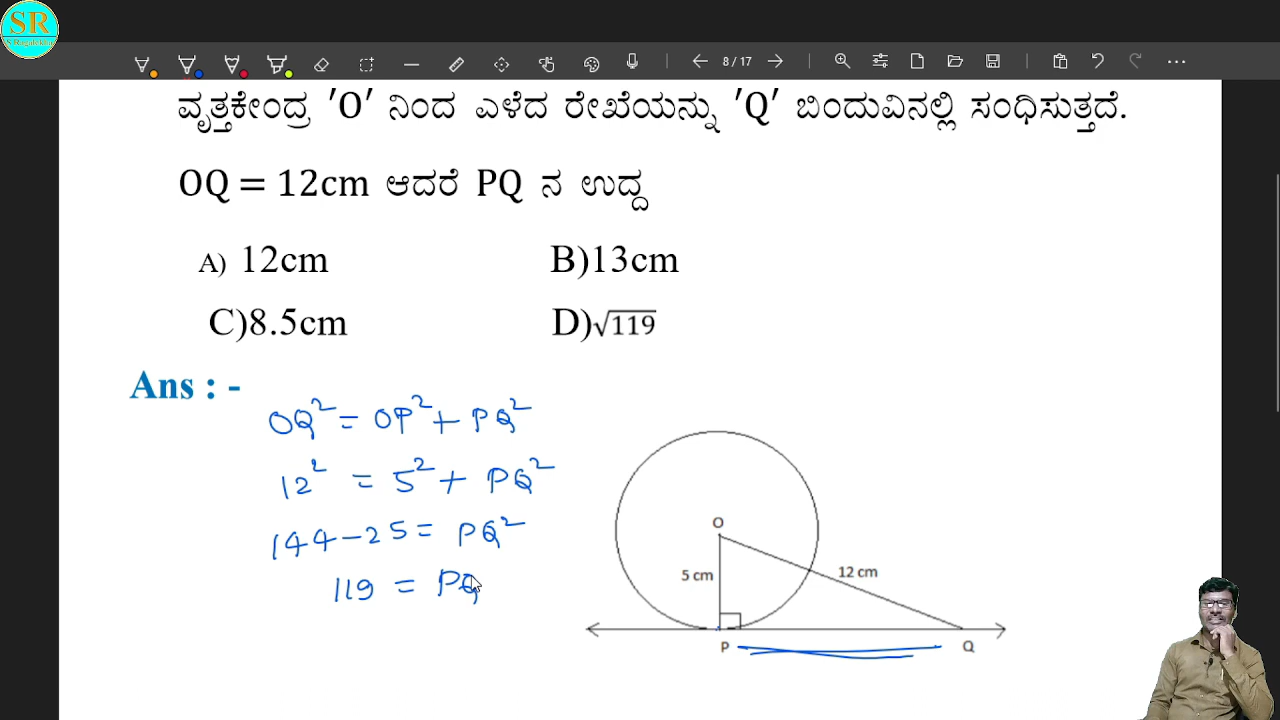 SR
8 / 17
ವೃತ್ತಕೇಂದ್ರ 'O' ನಿಂದ ಎಳೆದ ರೇಖೆಯನ್ನು 'Q' ಬಿಂದುವಿನಲ್ಲಿ ಸಂಧಿಸುತ್ತದೆ.
OQ = 12cm ಆದರೆ PQ ನ ಉದ್ದ
A) 12cm B)13cm
C)8.5cm D)√119
Ans : -
OQ² = OP² + PQ²
12² = 5² + PQ²
144 - 25 = PQ²
119 = PQ
O
5 cm 12 cm
P Q